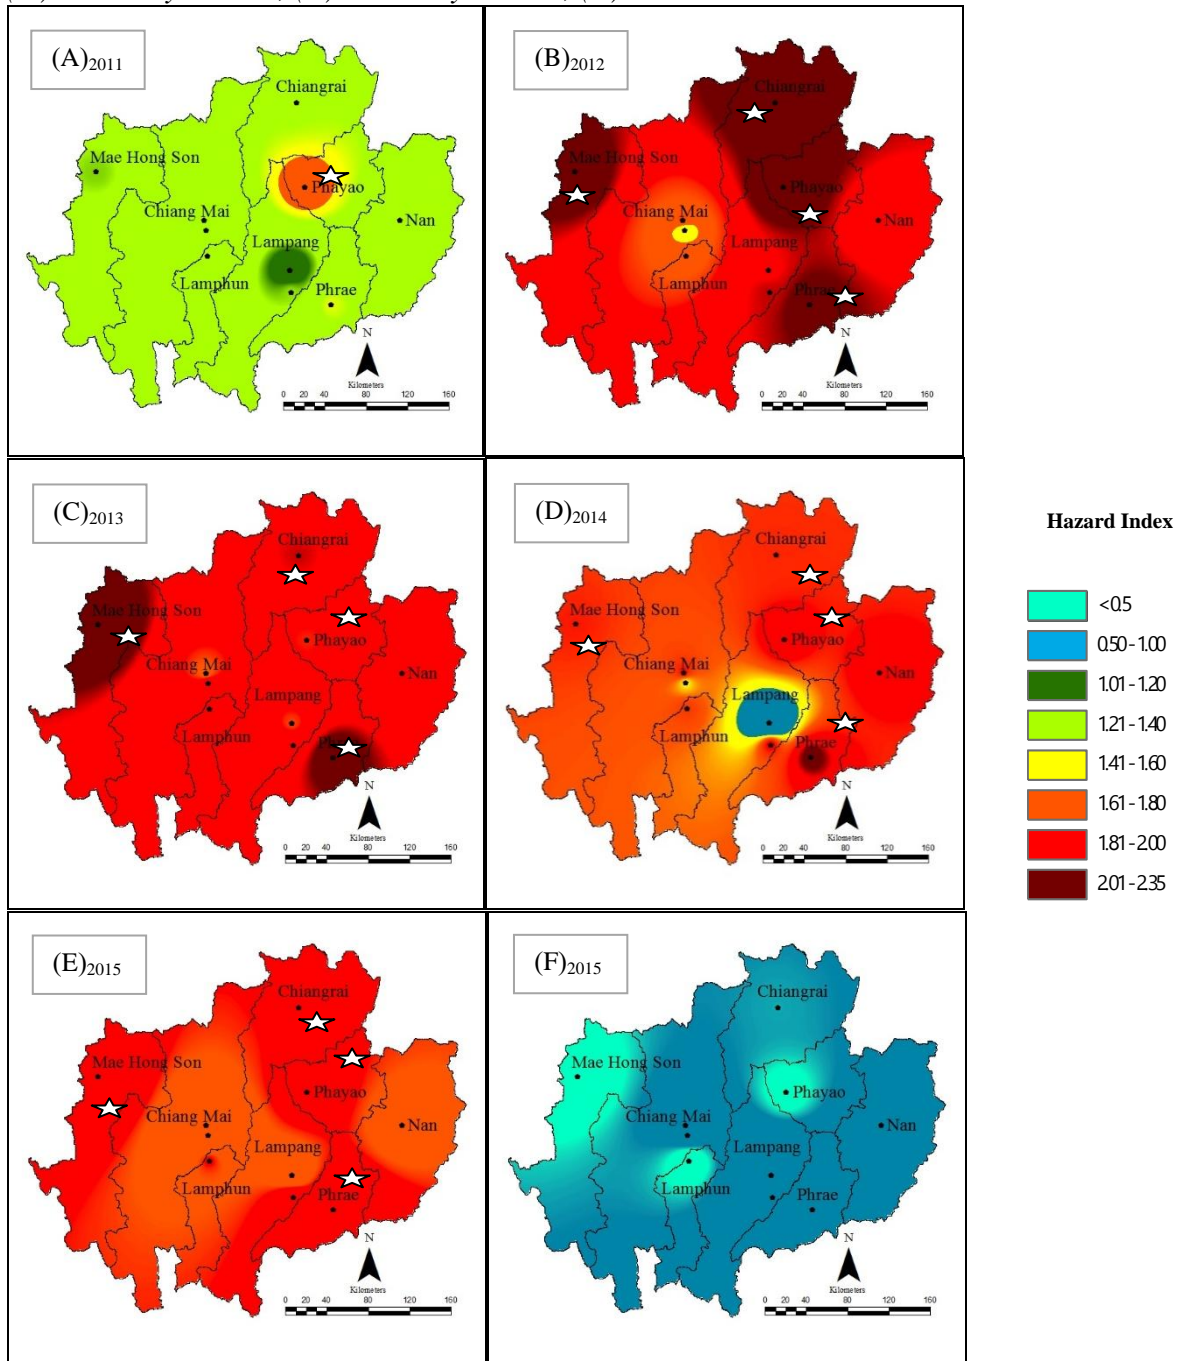 (A)2011
Chiangrai
Mae Hong Son
Phayao
Chiang Mai
Nan
Lampang
Lamphun
Phrae
N
Kilometers
0 20 40 80 120 160
(B)2012
Chiangrai
Mae Hong Son
Phayao
Chiang Mai
Nan
Lampang
Lamphun
Phrae
N
Kilometers
0 20 40 80 120 160
(C)2013
Chiangrai
Mae Hong Son
Phayao
Chiang Mai
Nan
Lampang
Lamphun
N
Kilometers
0 20 40 80 120 160
(D)2014
Chiangrai
Mae Hong Son
Phayao
Chiang Mai
Nan
Lampang
Lamphun
Phrae
N
Kilometers
0 20 40 80 120 160
Hazard Index
<0.5
0.50 - 1.00
1.01 - 1.20
1.21 - 1.40
1.41 - 1.60
1.61 - 1.80
1.81 - 2.00
2.01 - 2.35
(E)2015
Chiangrai
Mae Hong Son
Phayao
Chiang Mai
Nan
Lampang
Lamphun
Phrae
N
Kilometers
0 20 40 80 120 160
(F)2015
Chiangrai
Mae Hong Son
Phayao
Chiang Mai
Nan
Lampang
Lamphun
Phrae
N
Kilometers
0 20 40 80 120 160